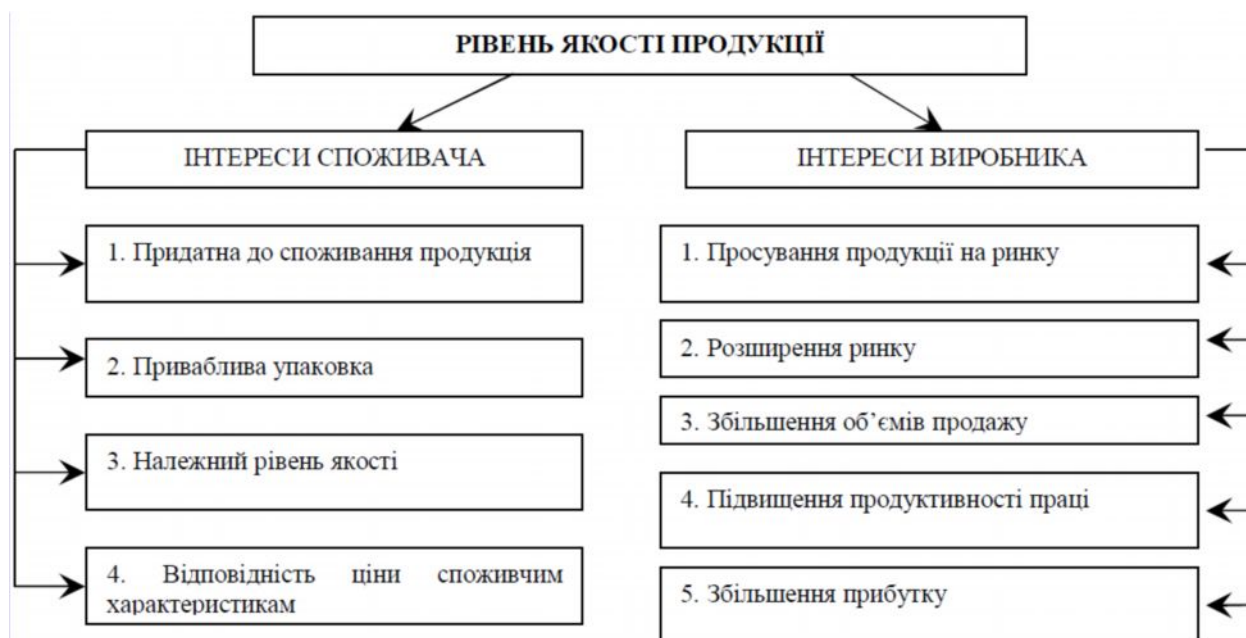 РІВЕНЬ ЯКОСТІ ПРОДУКЦІЇ
ІНТЕРЕСИ СПОЖИВАЧА
1. Придатна до споживання продукція
2. Приваблива упаковка
3. Належний рівень якості
4. Відповідність ціни споживчим
характеристикам
ІНТЕРЕСИ ВИРОБНИКА
1. Просування продукції на ринку
2. Розширення ринку
3. Збільшення об’ємів продажу
4. Підвищення продуктивності праці
5. Збільшення прибутку